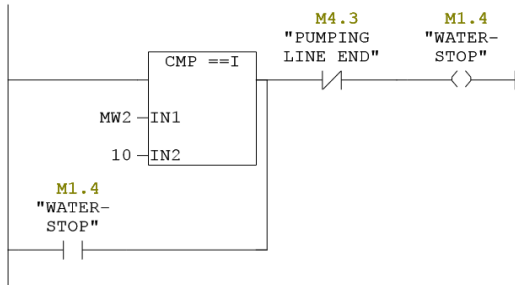 M4.3
"PUMPING
LINE END"
M1.4
"WATER-
STOP"
CMP ==I
MW2
IN1
10
IN2
M1.4
"WATER-
STOP"